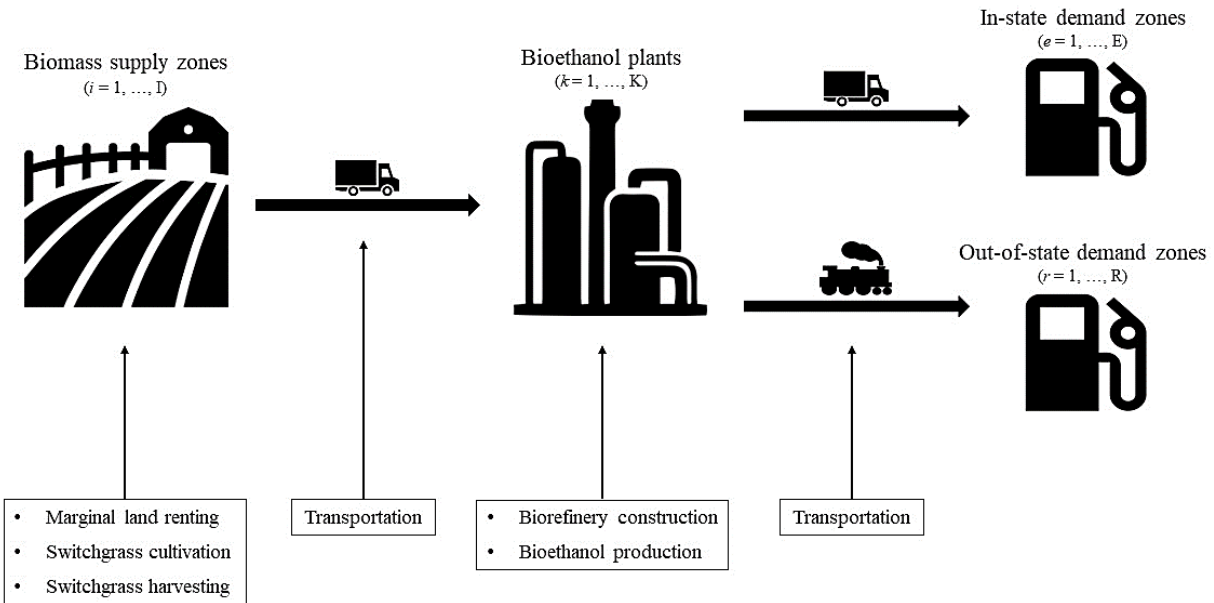 Biomass supply zones
(i = 1, …, I)
Bioethanol plants
(k = 1, …, K)
In-state demand zones
(e = 1, …, E)
Out-of-state demand zones
(r = 1, …, R)
• Marginal land renting
• Switchgrass cultivation
• Switchgrass harvesting
Transportation
• Biorefinery construction
• Bioethanol production
Transportation